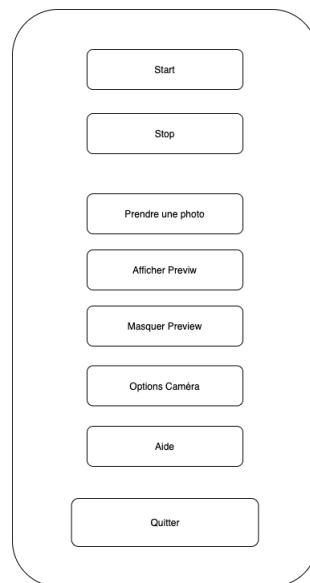 Start
Stop
Prendre une photo
Afficher Previw
Masquer Preview
Options Caméra
Aide
Quitter